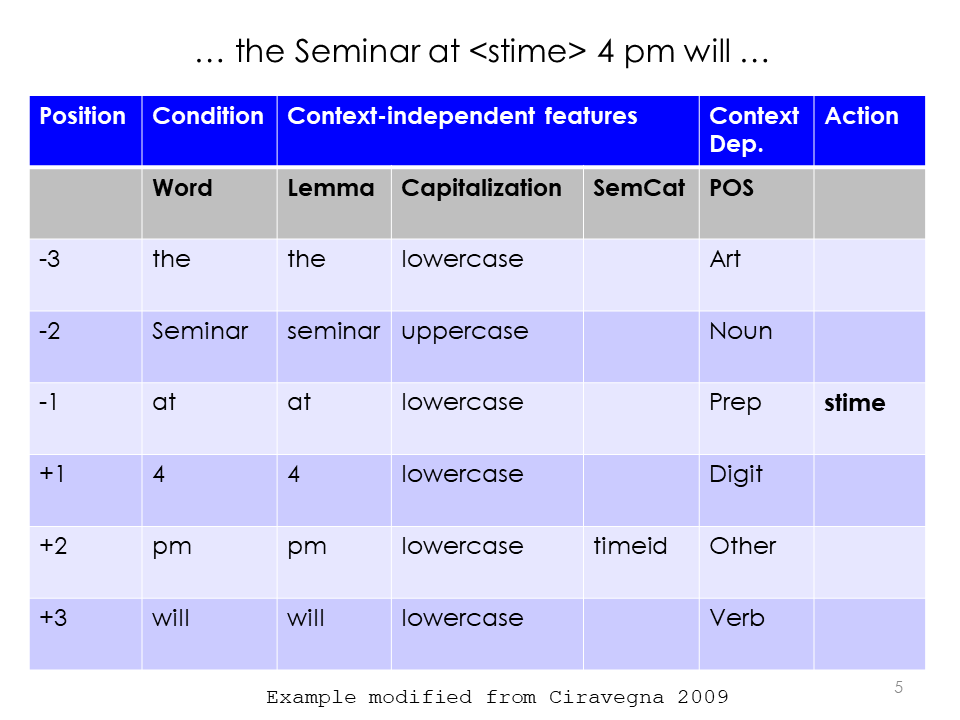 … the Seminar at <stime> 4 pm will …
Position Condition Context-independent features Context Dep. Action
Word Lemma Capitalization SemCat POS
-3 the the lowercase Art
-2 Seminar seminar uppercase Noun
-1 at at lowercase Prep stime
+1 4 4 lowercase Digit
+2 pm pm lowercase timeid Other
+3 will will lowercase Verb
Example modified from Ciravegna 2009
5